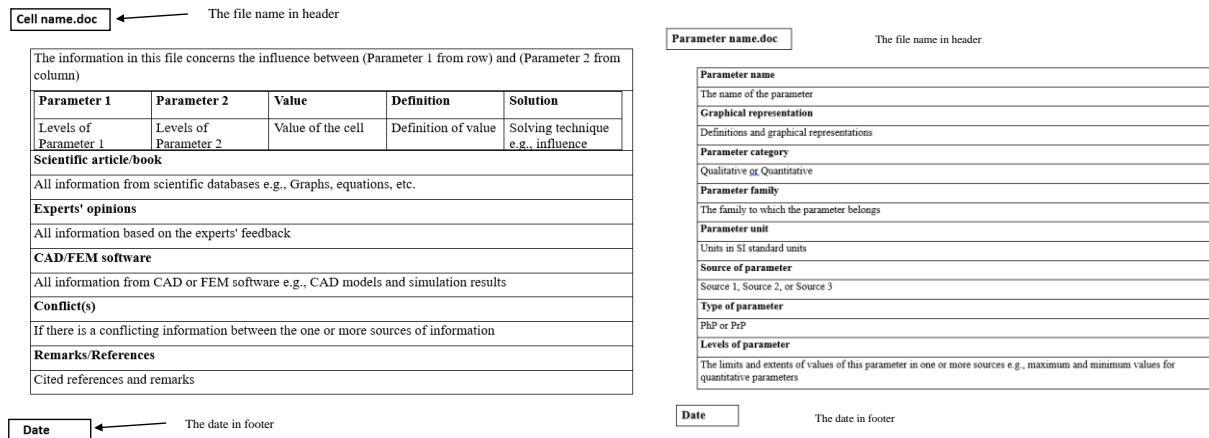 Cell name.doc
The file name in header
The information in this file concerns the influence between (Parameter 1 from row) and (Parameter 2 from
column)
Parameter 1 Parameter 2 Value Definition Solution
Levels of Parameter 1 Levels of Parameter 2 Value of the cell Definition of value Solving technique e.g., influence
Scientific article/book
All information from scientific databases e.g., Graphs, equations, etc.
Experts' opinions
All information based on the experts' feedback
CAD/FEM software
All information from CAD or FEM software e.g., CAD models and simulation results
Conflict(s)
If there is a conflicting information between the one or more sources of information
Remarks/References
Cited references and remarks
Date
The date in footer
Parameter name.doc
The file name in header
Parameter name
The name of the parameter
Graphical representation
Definitions and graphical representations
Parameter category
Qualitative or Quantitative
Parameter family
The family to which the parameter belongs
Parameter unit
Units in SI standard units
Source of parameter
Source 1, Source 2, or Source 3
Type of parameter
PhP or PrP
Levels of parameter
The limits and extents of values of this parameter in one or more sources e.g., maximum and minimum values for
quantitative parameters
Date
The date in footer